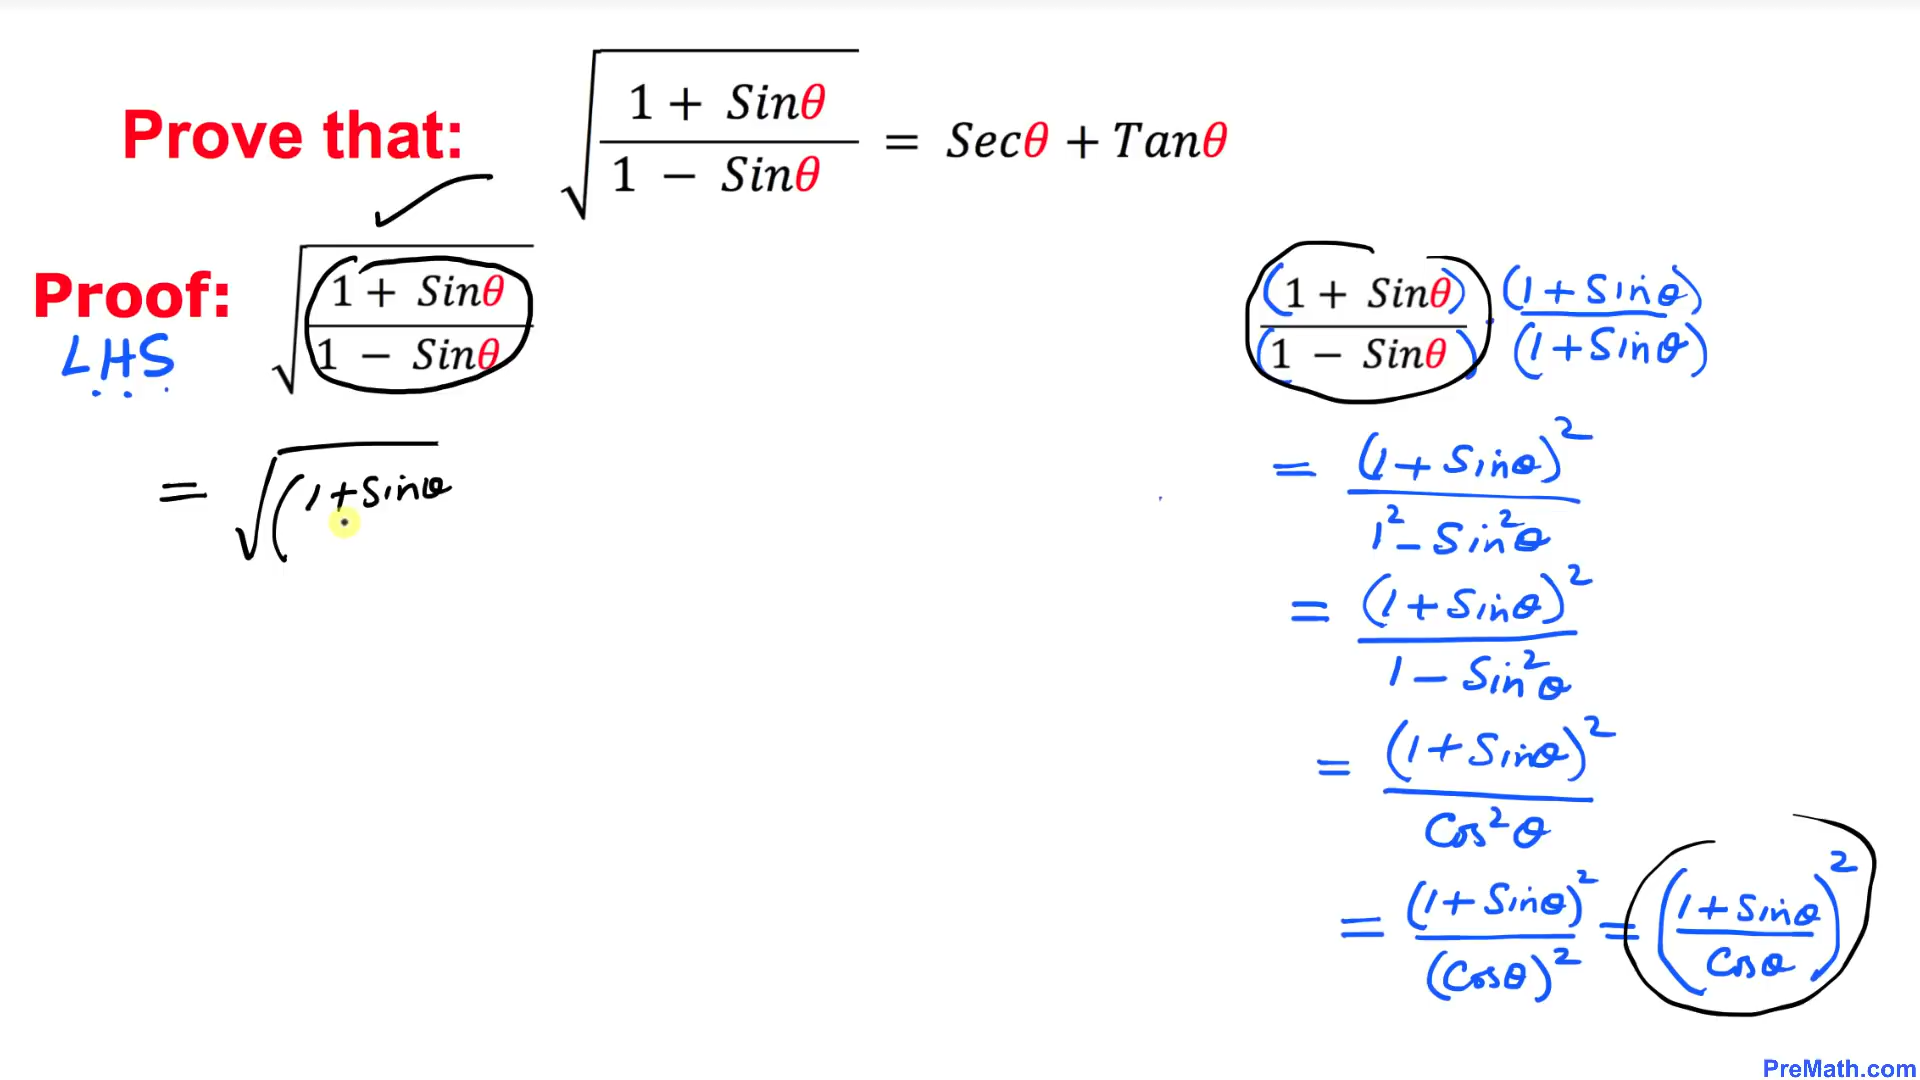 Prove that: √((1 + Sinθ)/(1 − Sinθ)) = Secθ + Tanθ
Proof: √((1 + Sinθ)/(1 − Sinθ))
LHS
= √((1+Sinθ
(1 + Sinθ)/(1 − Sinθ) · (1+Sinθ)/(1+Sinθ)
= (1+Sinθ)²/(1²−Sin²θ)
= (1+Sinθ)²/(1−Sin²θ)
= (1+Sinθ)²/Cos²θ
= (1+Sinθ)²/(Cosθ)² = ((1+Sinθ)/Cosθ)²
PreMath.com